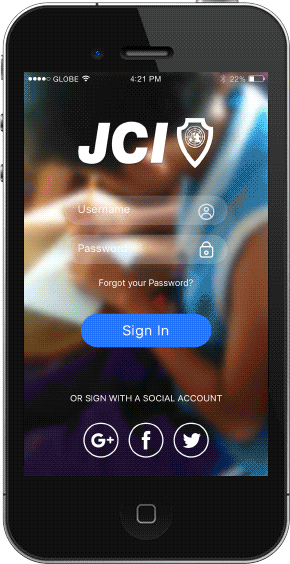 GLOBE 4:21 PM 22%
JCI
Username
Password
Forgot your Password?
Sign In
OR SIGN WITH A SOCIAL ACCOUNT
G+ f